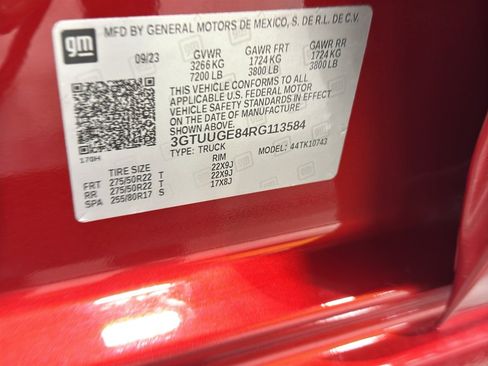 gm
MFD BY GENERAL MOTORS DE MEXICO, S. DE R.L. DE C.V.
09/23 GVWR GAWR FRT GAWR RR
3266 KG 1724 KG 1724 KG
7200 LB 3800 LB 3800 LB
THIS VEHICLE CONFORMS TO ALL
APPLICABLE U.S. FEDERAL MOTOR
VEHICLE SAFETY STANDARDS IN EFFECT
ON THE DATE OF MANUFACTURE
SHOWN ABOVE.
3GTUUGE84RG113584
TYPE: TRUCK MODEL: 44TK10743
170H
TIRE SIZE RIM
FRT 275/50R22 T 22X9J
RR 275/50R22 T 22X9J
SPA 255/80R17 S 17X8J